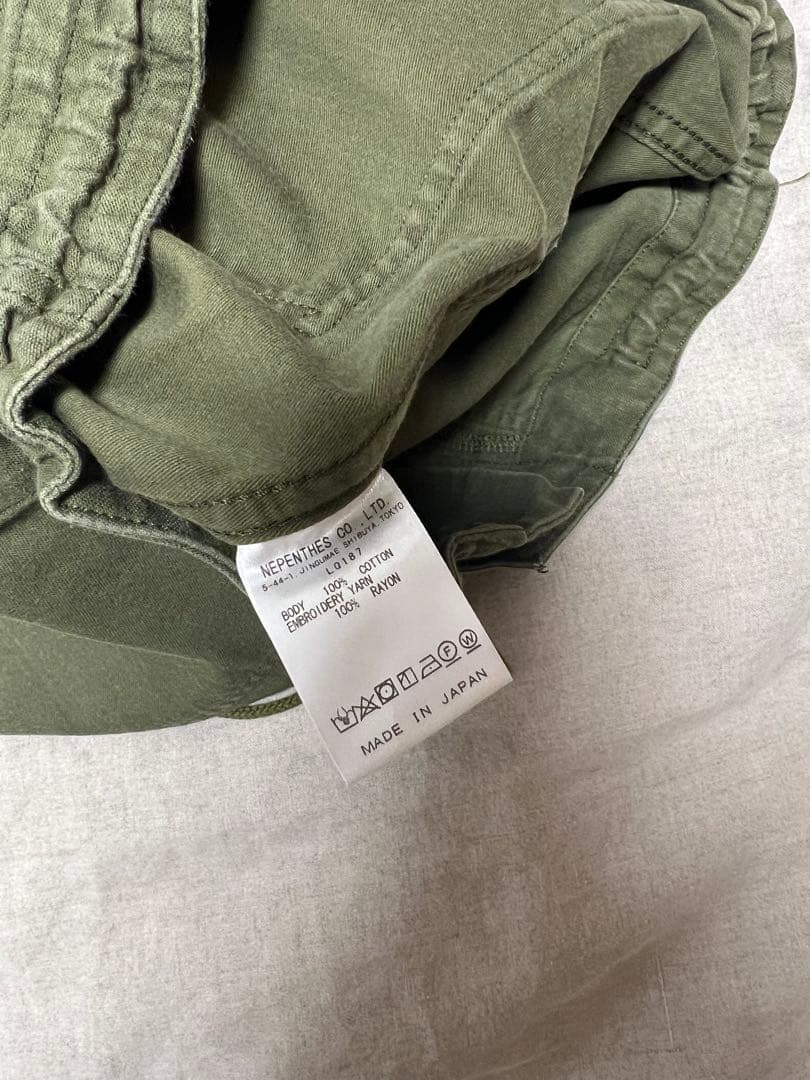 NEPENTHES CO.,LTD.
5-44-1,JINGUMAE SHIBUYA,TOKYO
LQ187
BODY 100% COTTON
EMBROIDERY YARN
100% RAYON
F W
MADE IN JAPAN